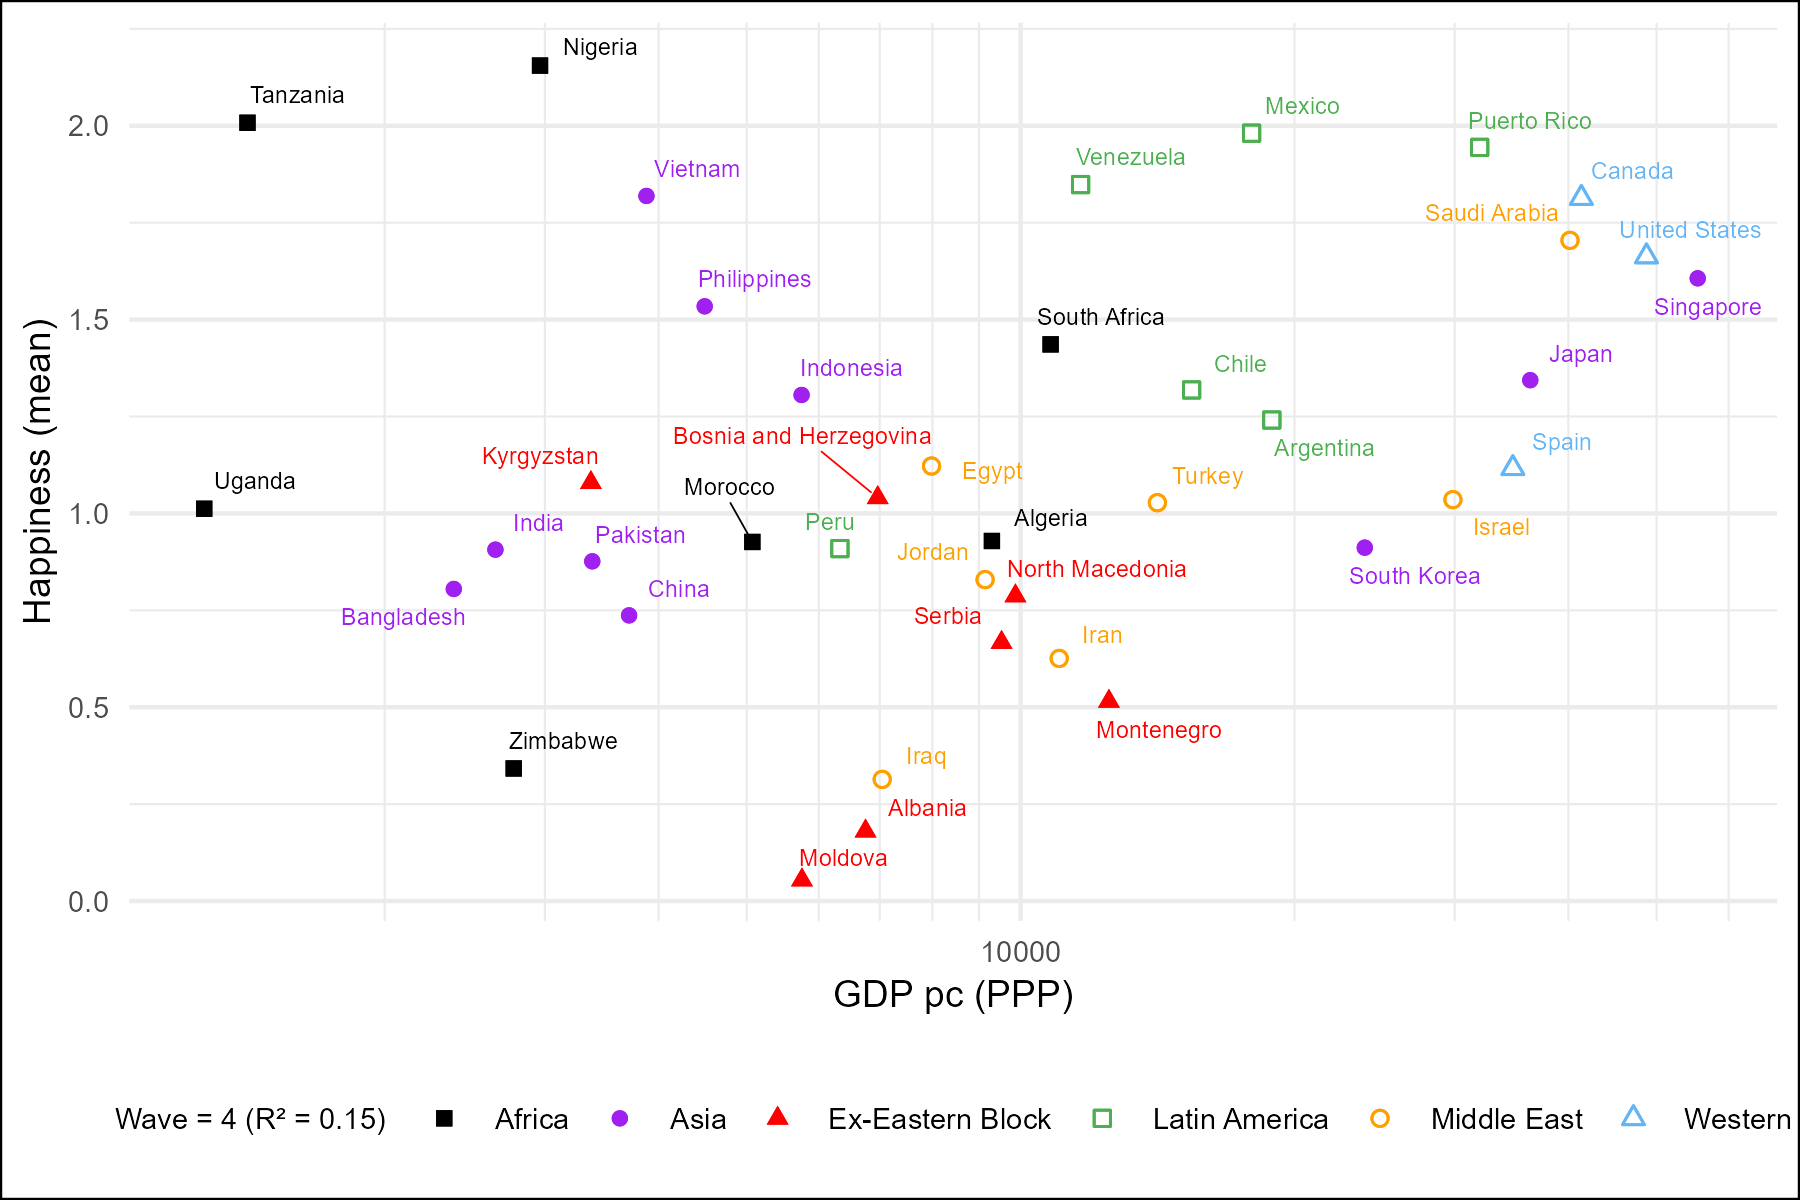 Nigeria
Tanzania
2.0
Mexico
Puerto Rico
Venezuela
Vietnam
Canada
Saudi Arabia
United States
Philippines
Singapore
1.5
South Africa
Japan
Chile
Indonesia
Bosnia and Herzegovina
Argentina
Spain
Kyrgyzstan
Egypt
Turkey
Uganda
Morocco
1.0
India
Peru
Algeria
Israel
Pakistan
Jordan
North Macedonia
South Korea
China
Bangladesh
Serbia
Iran
0.5
Montenegro
Zimbabwe
Iraq
Albania
Moldova
0.0
Happiness (mean)
10000
GDP pc (PPP)
Wave = 4 (R² = 0.15) Africa Asia Ex-Eastern Block Latin America Middle East Western